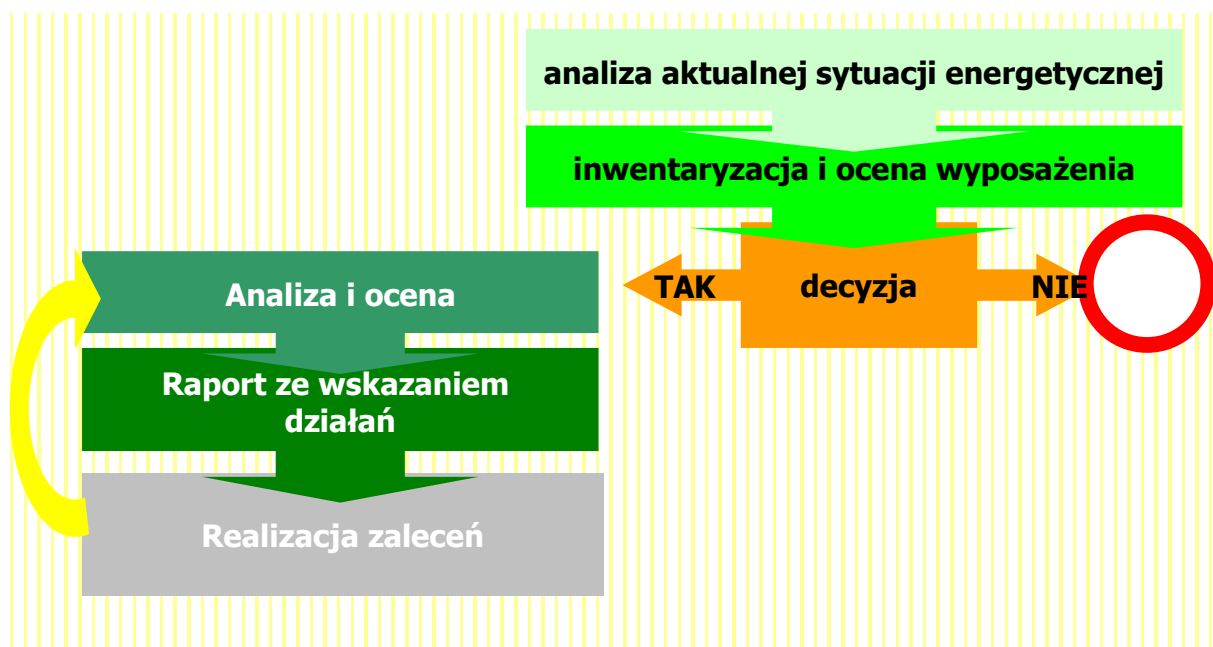 analiza aktualnej sytuacji energetycznej
inwentaryzacja i ocena wyposażenia
TAK
decyzja
NIE
Analiza i ocena
Raport ze wskazaniem
działań
Realizacja zaleceń